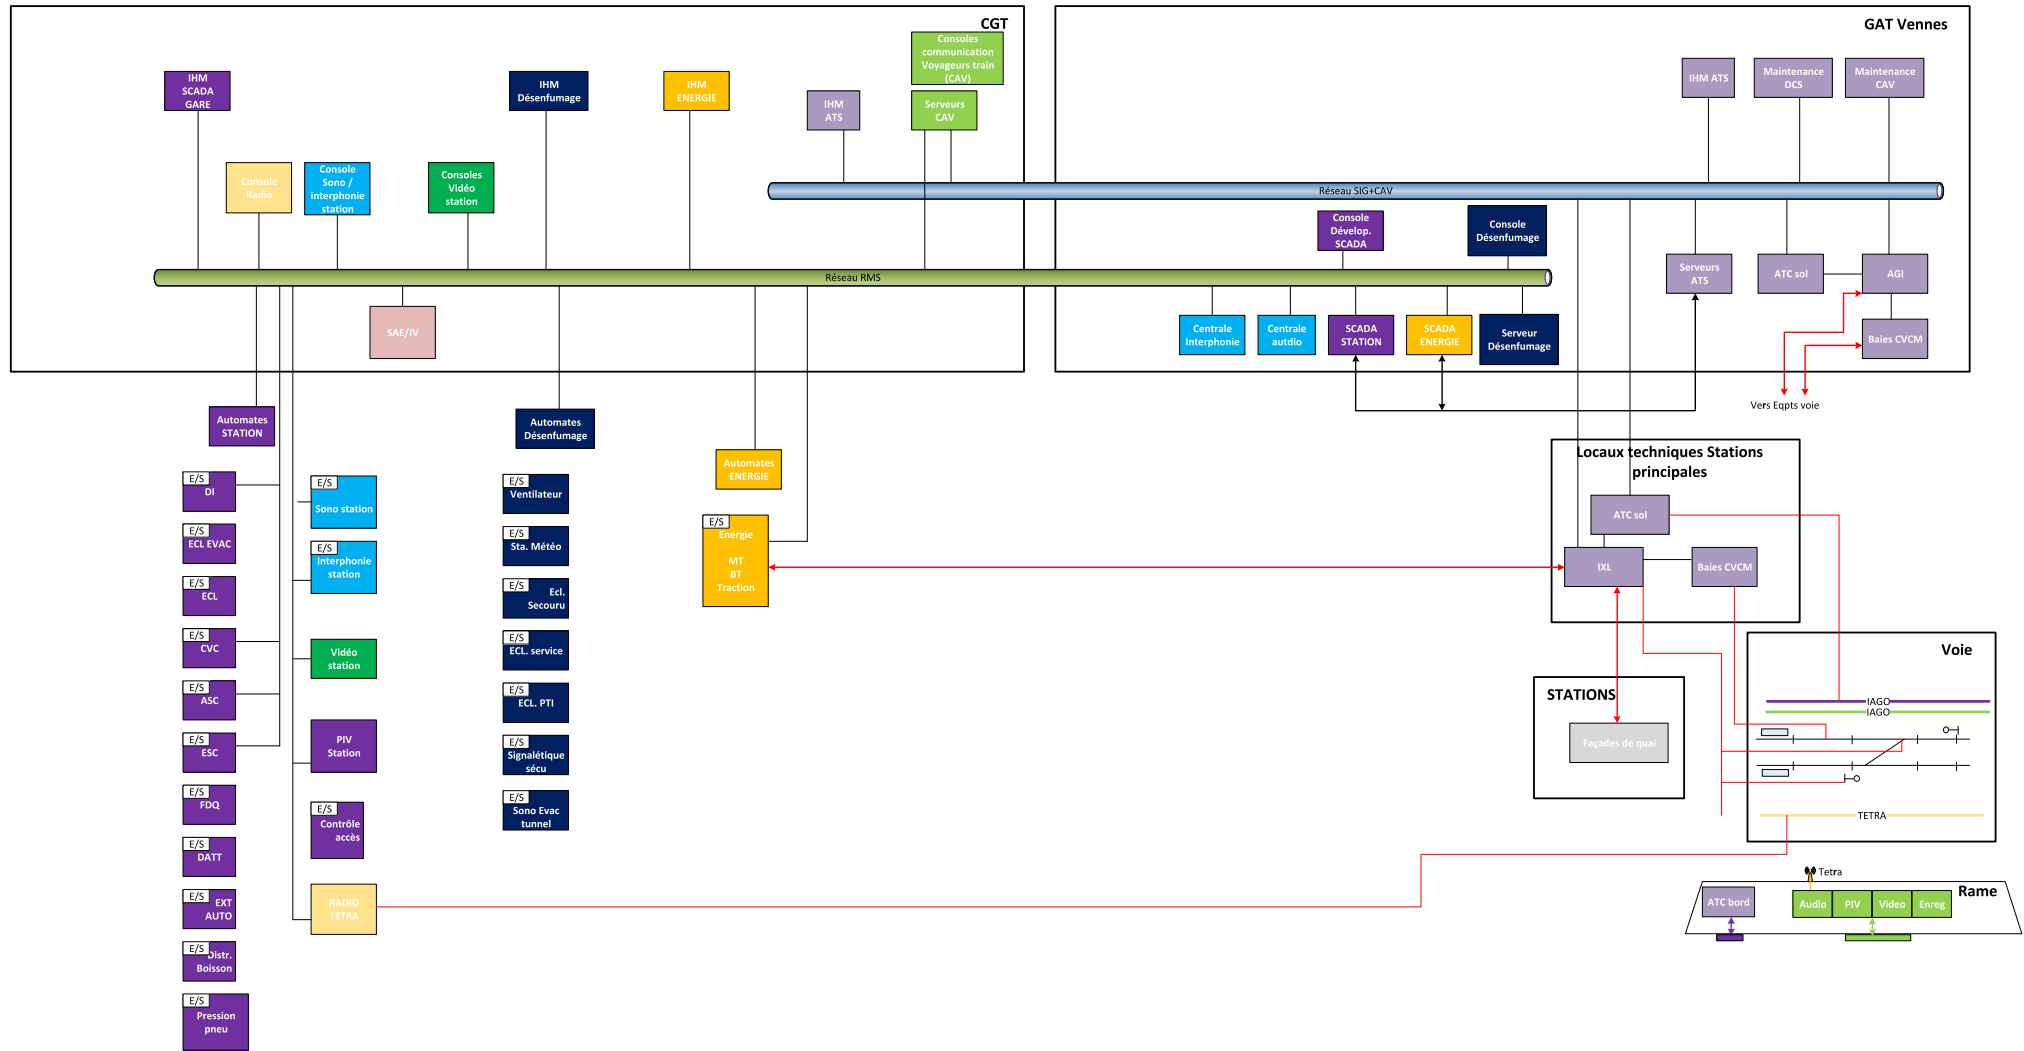 CGT
GAT Vennes
Consoles
communication
Voyageurs train
(CAV)
IHM
SCADA
GARE
IHM
Désenfumage
IHM
ENERGIE
IHM
ATS
Serveurs
CAV
IHM ATS
Maintenance
DCS
Maintenance
CAV
Console
Radio
Console
Sono /
interphonie
station
Consoles
Vidéo
station
Réseau SIG+CAV
Console
Dévelop.
SCADA
Console
Désenfumage
Réseau RMS
Serveurs
ATS
ATC sol
AGI
SAE/IV
Centrale
Interphonie
Centrale
autdio
SCADA
STATION
SCADA
ENERGIE
Serveur
Désenfumage
Baies CVCM
Vers Eqpts voie
Automates
STATION
Automates
Désenfumage
Automates
ENERGIE
Locaux techniques Stations
principales
ATC sol
IXL
Baies CVCM
E/S
DI
E/S
ECL EVAC
E/S
ECL
E/S
CVC
E/S
ASC
E/S
ESC
E/S
FDQ
E/S
DATT
E/S
EXT
AUTO
E/S
Distr.
Boisson
E/S
Pression
pneu
E/S
Sono station
E/S
Interphonie
station
Vidéo
station
PIV
Station
E/S
Contrôle
accès
RADIO
TETRA
E/S
Ventilateur
E/S
Sta. Météo
E/S
Ecl.
Secouru
E/S
ECL. service
E/S
ECL. PTI
E/S
Signalétique
sécu
E/S
Sono Evac
tunnel
E/S
Energie
MT
BT
Traction
STATIONS
Façades de quai
Voie
IAGO
IAGO
TETRA
Tetra
Rame
ATC bord
Audio
PIV
Video
Enreg